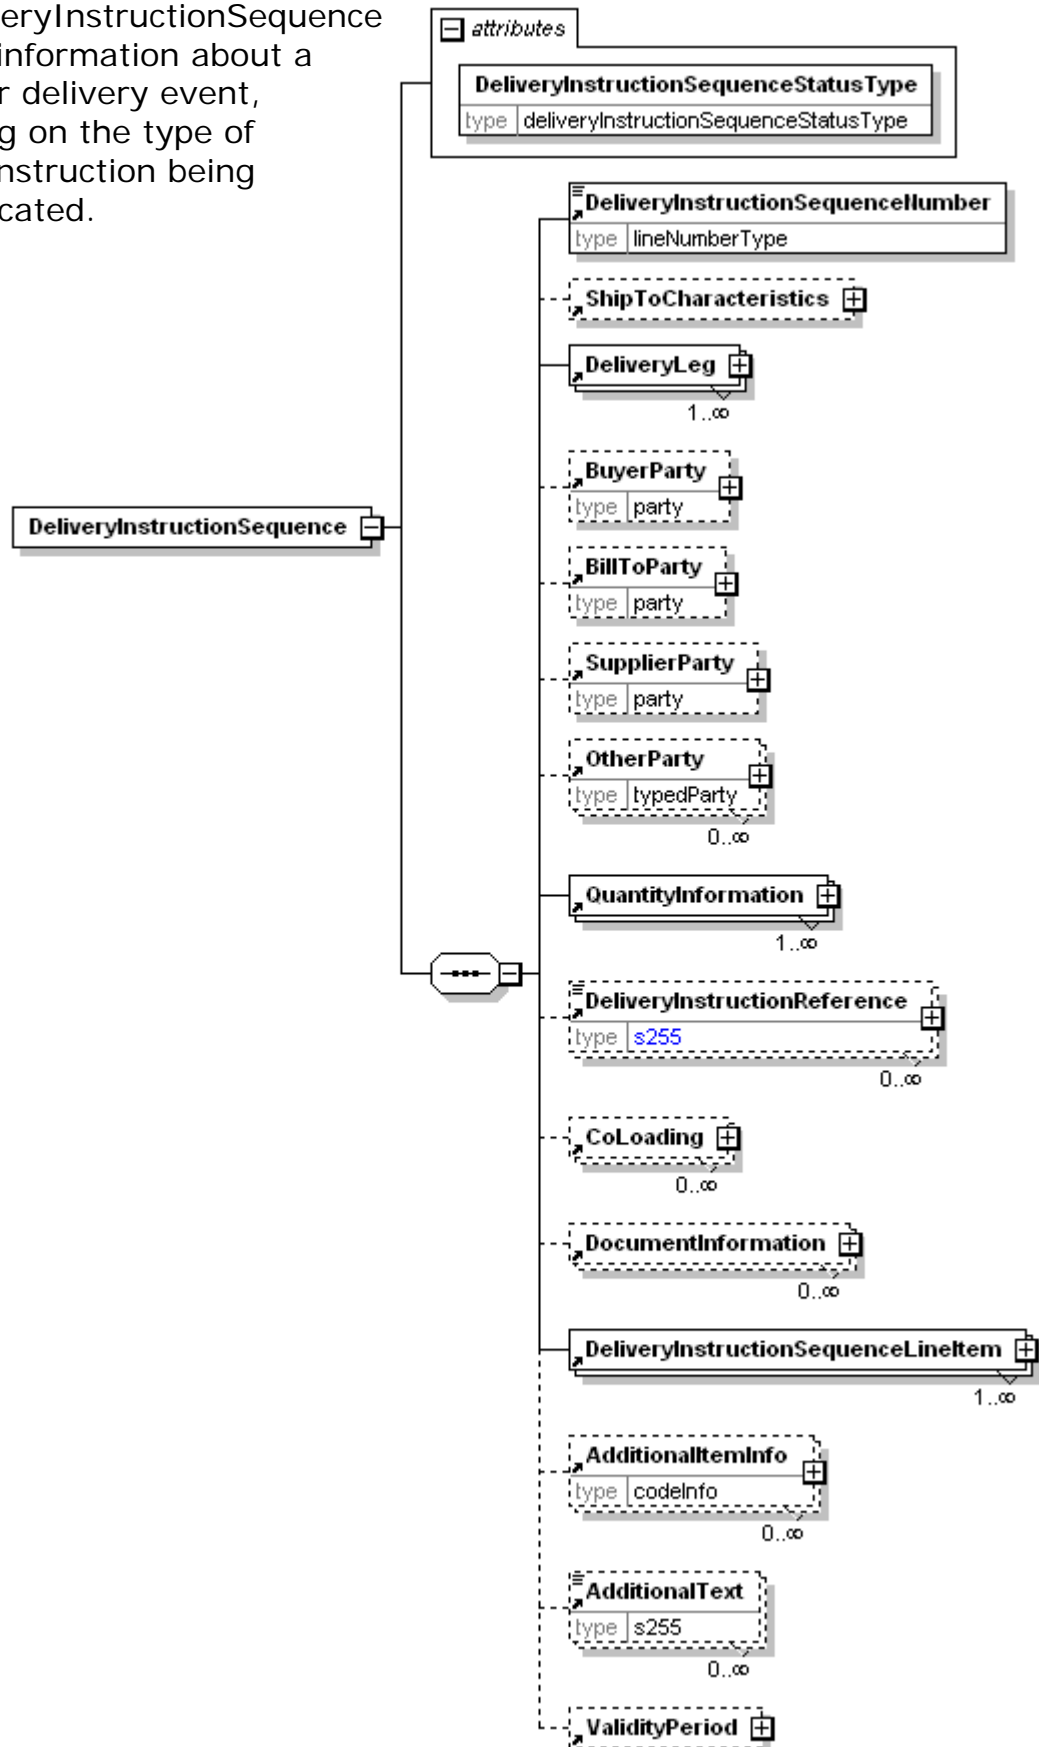 eryInstructionSequence
information about a
r delivery event,
g on the type of
nstruction being
cated.
attributes
DeliveryInstructionSequenceStatusType
type deliveryInstructionSequenceStatusType
DeliveryInstructionSequenceNumber
type lineNumberType
ShipToCharacteristics
DeliveryLeg
1..∞
BuyerParty
type party
DeliveryInstructionSequence
BillToParty
type party
SupplierParty
type party
OtherParty
type typedParty
0..∞
QuantityInformation
1..∞
DeliveryInstructionReference
type s255
0..∞
CoLoading
0..∞
DocumentInformation
0..∞
DeliveryInstructionSequenceLineItem
1..∞
AdditionalItemInfo
type codeInfo
0..∞
AdditionalText
type s255
0..∞
ValidityPeriod